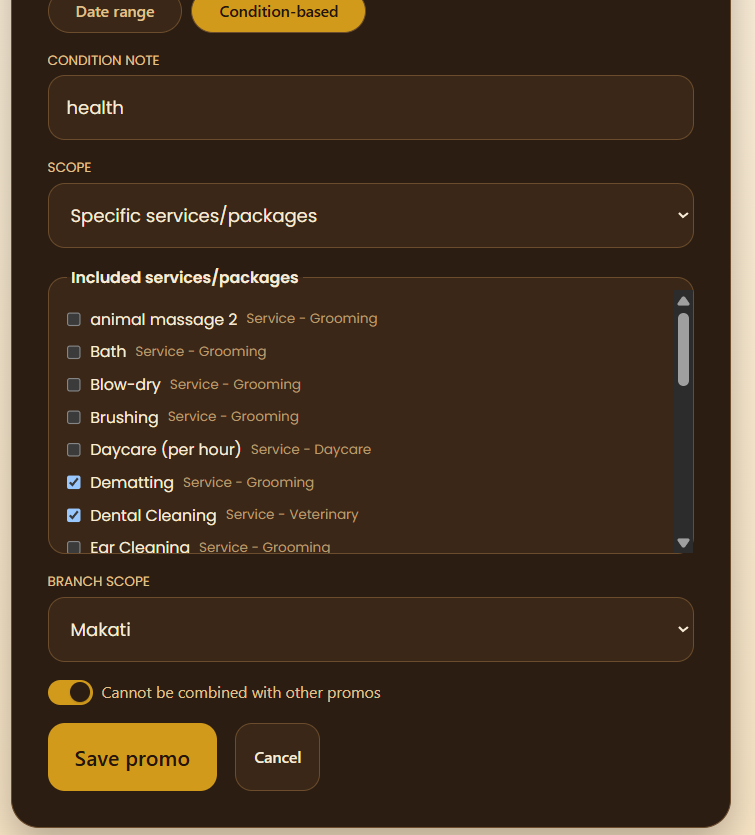 Date range Condition-based
CONDITION NOTE
health
SCOPE
Specific services/packages
Included services/packages
animal massage 2 Service - Grooming
Bath Service - Grooming
Blow-dry Service - Grooming
Brushing Service - Grooming
Daycare (per hour) Service - Daycare
Dematting Service - Grooming
Dental Cleaning Service - Veterinary
Ear Cleaning Service - Grooming
BRANCH SCOPE
Makati
Cannot be combined with other promos
Save promo Cancel